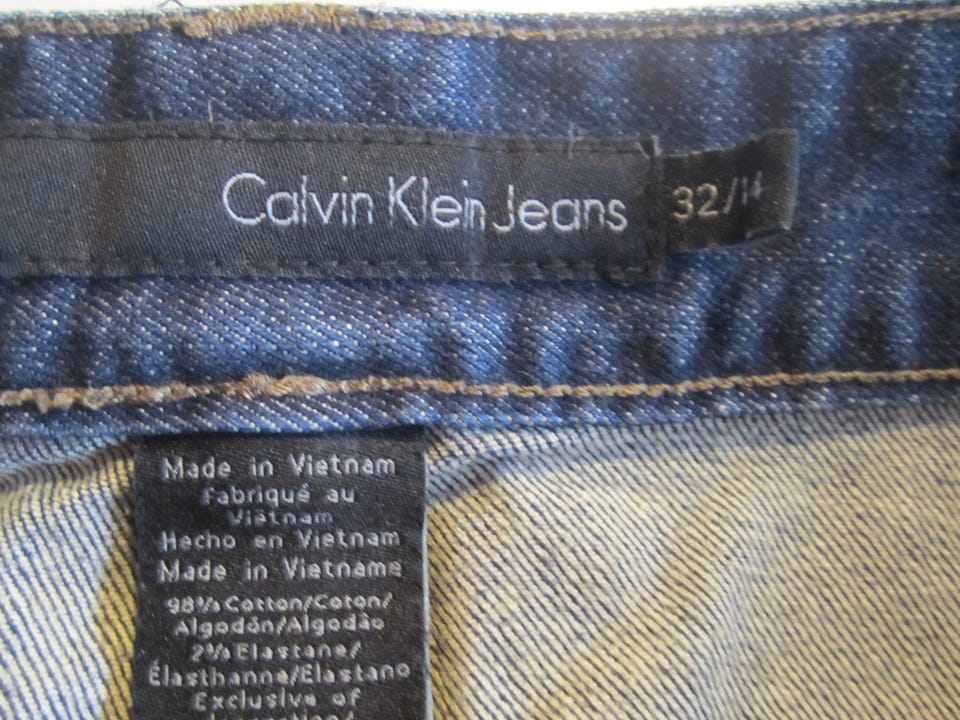 Calvin Klein Jeans
32/14
Made in Vietnam
Fabriqué au
Viêtnam
Hecho en Vietnam
Made in Vietname
98% Cotton/Coton/
Algodón/Algodão
2% Elastane/
Élasthanne/Elastano
Exclusive of